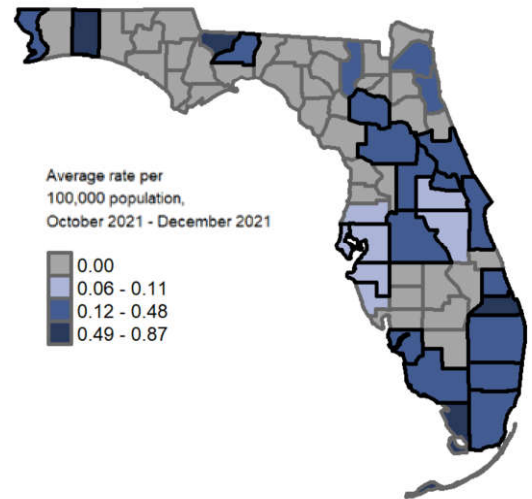 Average rate per
100,000 population,
October 2021 - December 2021
0.00
0.06 - 0.11
0.12 - 0.48
0.49 - 0.87